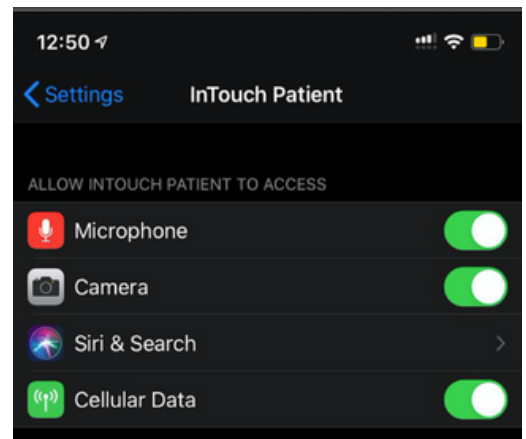 12:50
Settings InTouch Patient
ALLOW INTOUCH PATIENT TO ACCESS
Microphone
Camera
Siri & Search
Cellular Data